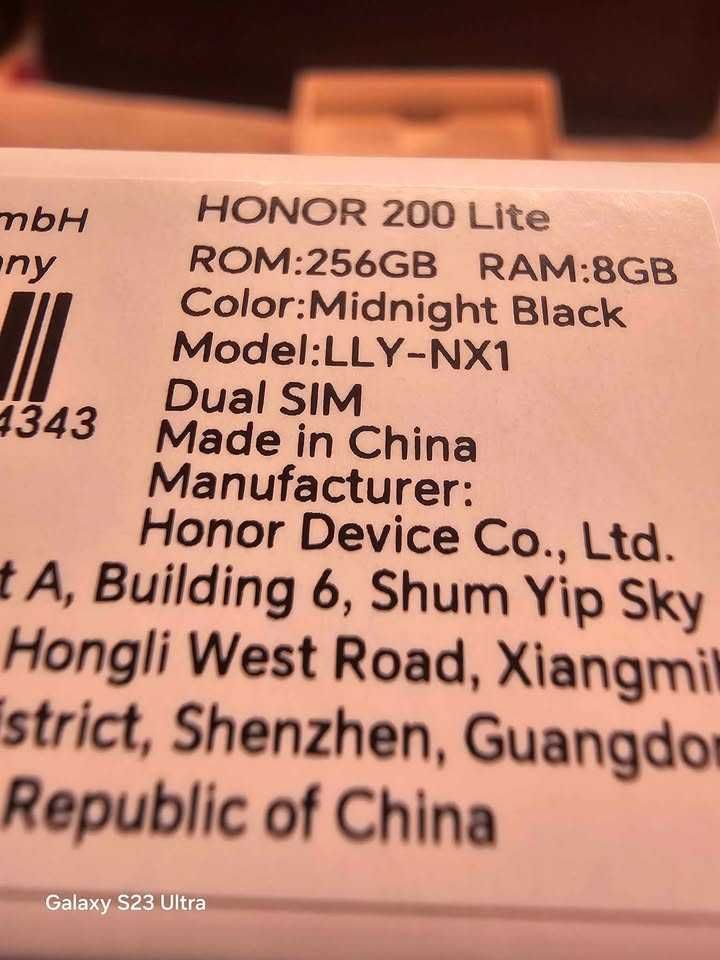 mbH
HONOR 200 Lite
ny
ROM:256GB RAM:8GB
Color:Midnight Black
Model:LLY-NX1
4343
Dual SIM
Made in China
Manufacturer:
Honor Device Co., Ltd.
t A, Building 6, Shum Yip Sky
Hongli West Road, Xiangmi
istrict, Shenzhen, Guangdo
Republic of China
Galaxy S23 Ultra